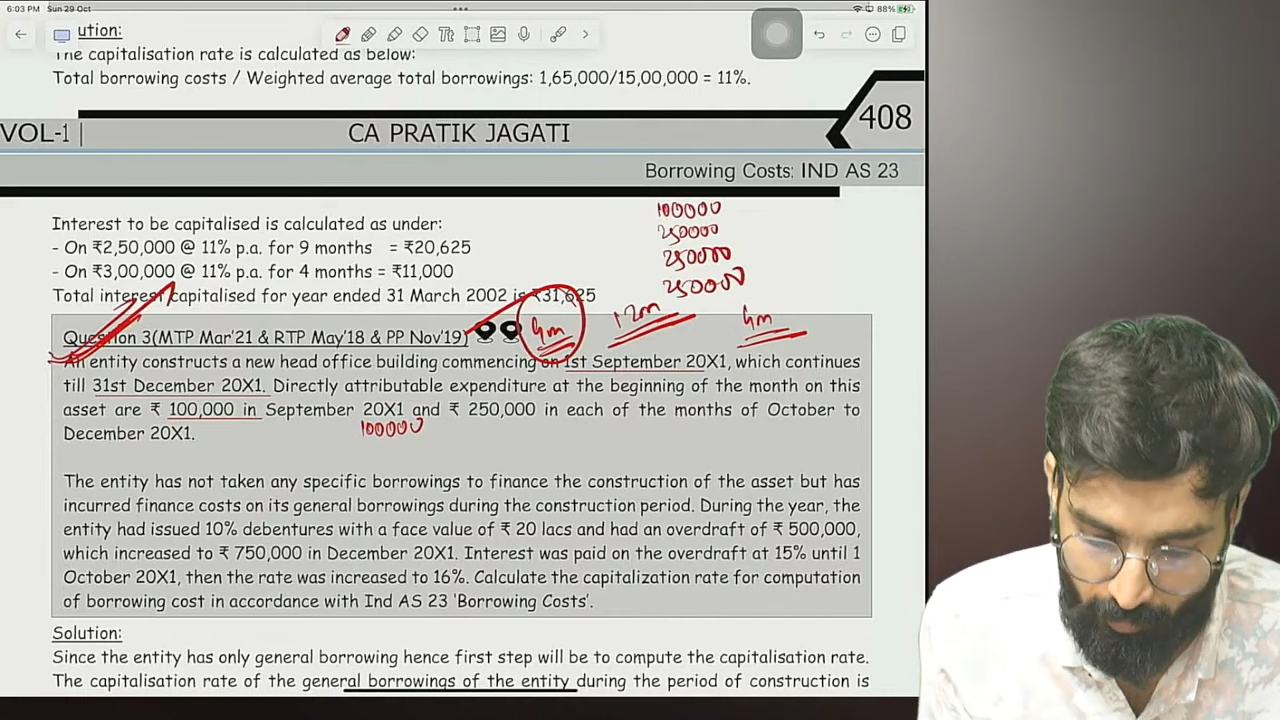 6:03 PM Sun 29 Oct
88%
ution:
The capitalisation rate is calculated as below:
Total borrowing costs / Weighted average total borrowings: 1,65,000/15,00,000 = 11%.
408
VOL-1 | CA PRATIK JAGATI
Borrowing Costs: IND AS 23
100000
Interest to be capitalised is calculated as under:
250000
- On ₹2,50,000 @ 11% p.a. for 9 months = ₹20,625
250000
- On ₹3,00,000 @ 11% p.a. for 4 months = ₹11,000
250000
Total interest capitalised for year ended 31 March 2002 is ₹31,625
4m 12m 4m
Question 3(MTP Mar'21 & RTP May'18 & PP Nov'19)
An entity constructs a new head office building commencing on 1st September 20X1, which continues
till 31st December 20X1. Directly attributable expenditure at the beginning of the month on this
asset are ₹ 100,000 in September 20X1 and ₹ 250,000 in each of the months of October to
December 20X1.
100000
The entity has not taken any specific borrowings to finance the construction of the asset but has
incurred finance costs on its general borrowings during the construction period. During the year, the
entity had issued 10% debentures with a face value of ₹ 20 lacs and had an overdraft of ₹ 500,000,
which increased to ₹ 750,000 in December 20X1. Interest was paid on the overdraft at 15% until 1
October 20X1, then the rate was increased to 16%. Calculate the capitalization rate for computation
of borrowing cost in accordance with Ind AS 23 'Borrowing Costs'.
Solution:
Since the entity has only general borrowing hence first step will be to compute the capitalisation rate.
The capitalisation rate of the general borrowings of the entity during the period of construction is